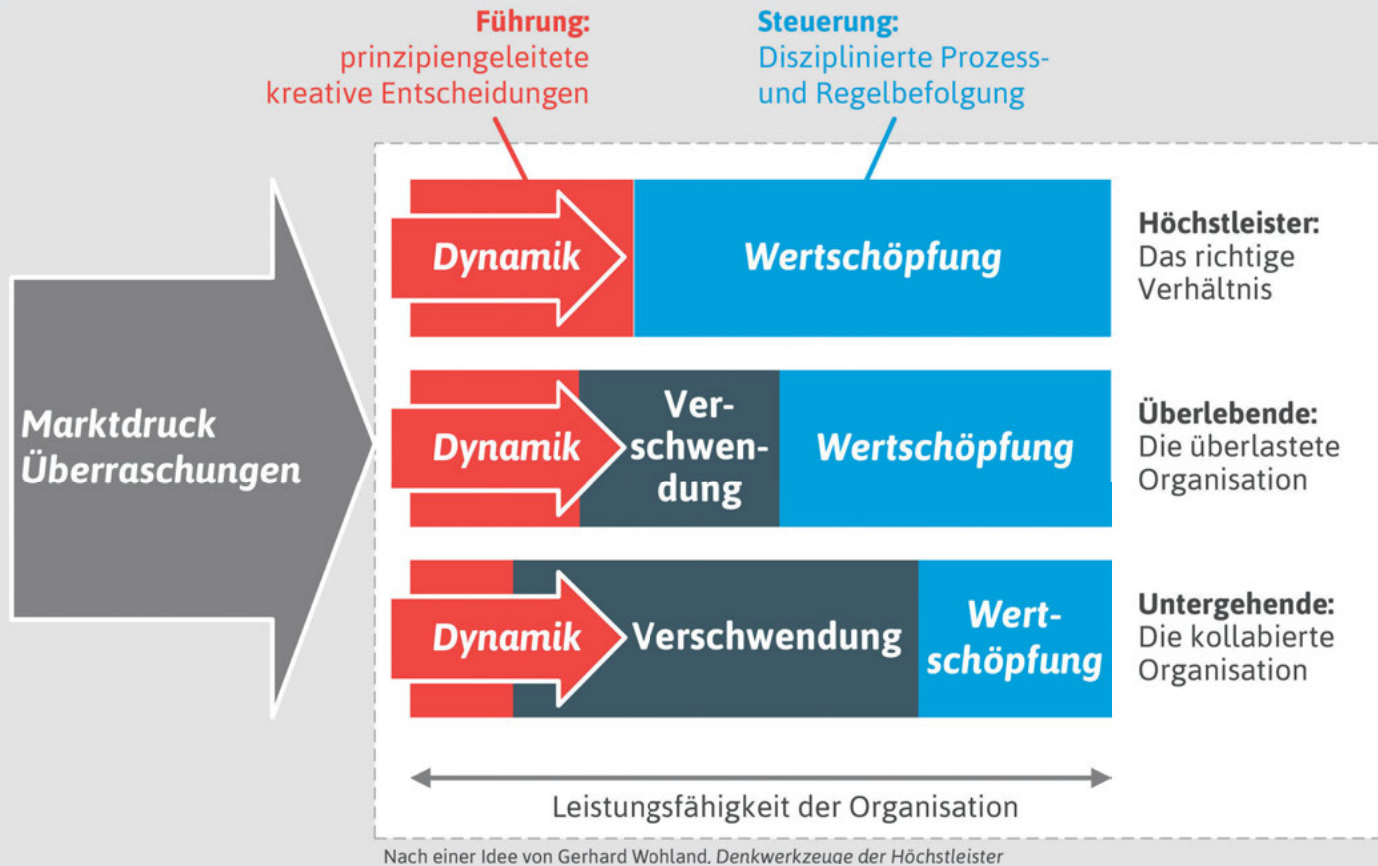 Führung:
prinzipiengeleitete
kreative Entscheidungen
Steuerung:
Disziplinierte Prozess-
und Regelbefolgung
Marktdruck
Überraschungen
Dynamik
Wertschöpfung
Höchstleister:
Das richtige
Verhältnis
Dynamik
Ver-
schwen-
dung
Wertschöpfung
Überlebende:
Die überlastete
Organisation
Dynamik
Verschwendung
Wert-
schöpfung
Untergehende:
Die kollabierte
Organisation
Leistungsfähigkeit der Organisation
Nach einer Idee von Gerhard Wohland, Denkwerkzeuge der Höchstleister